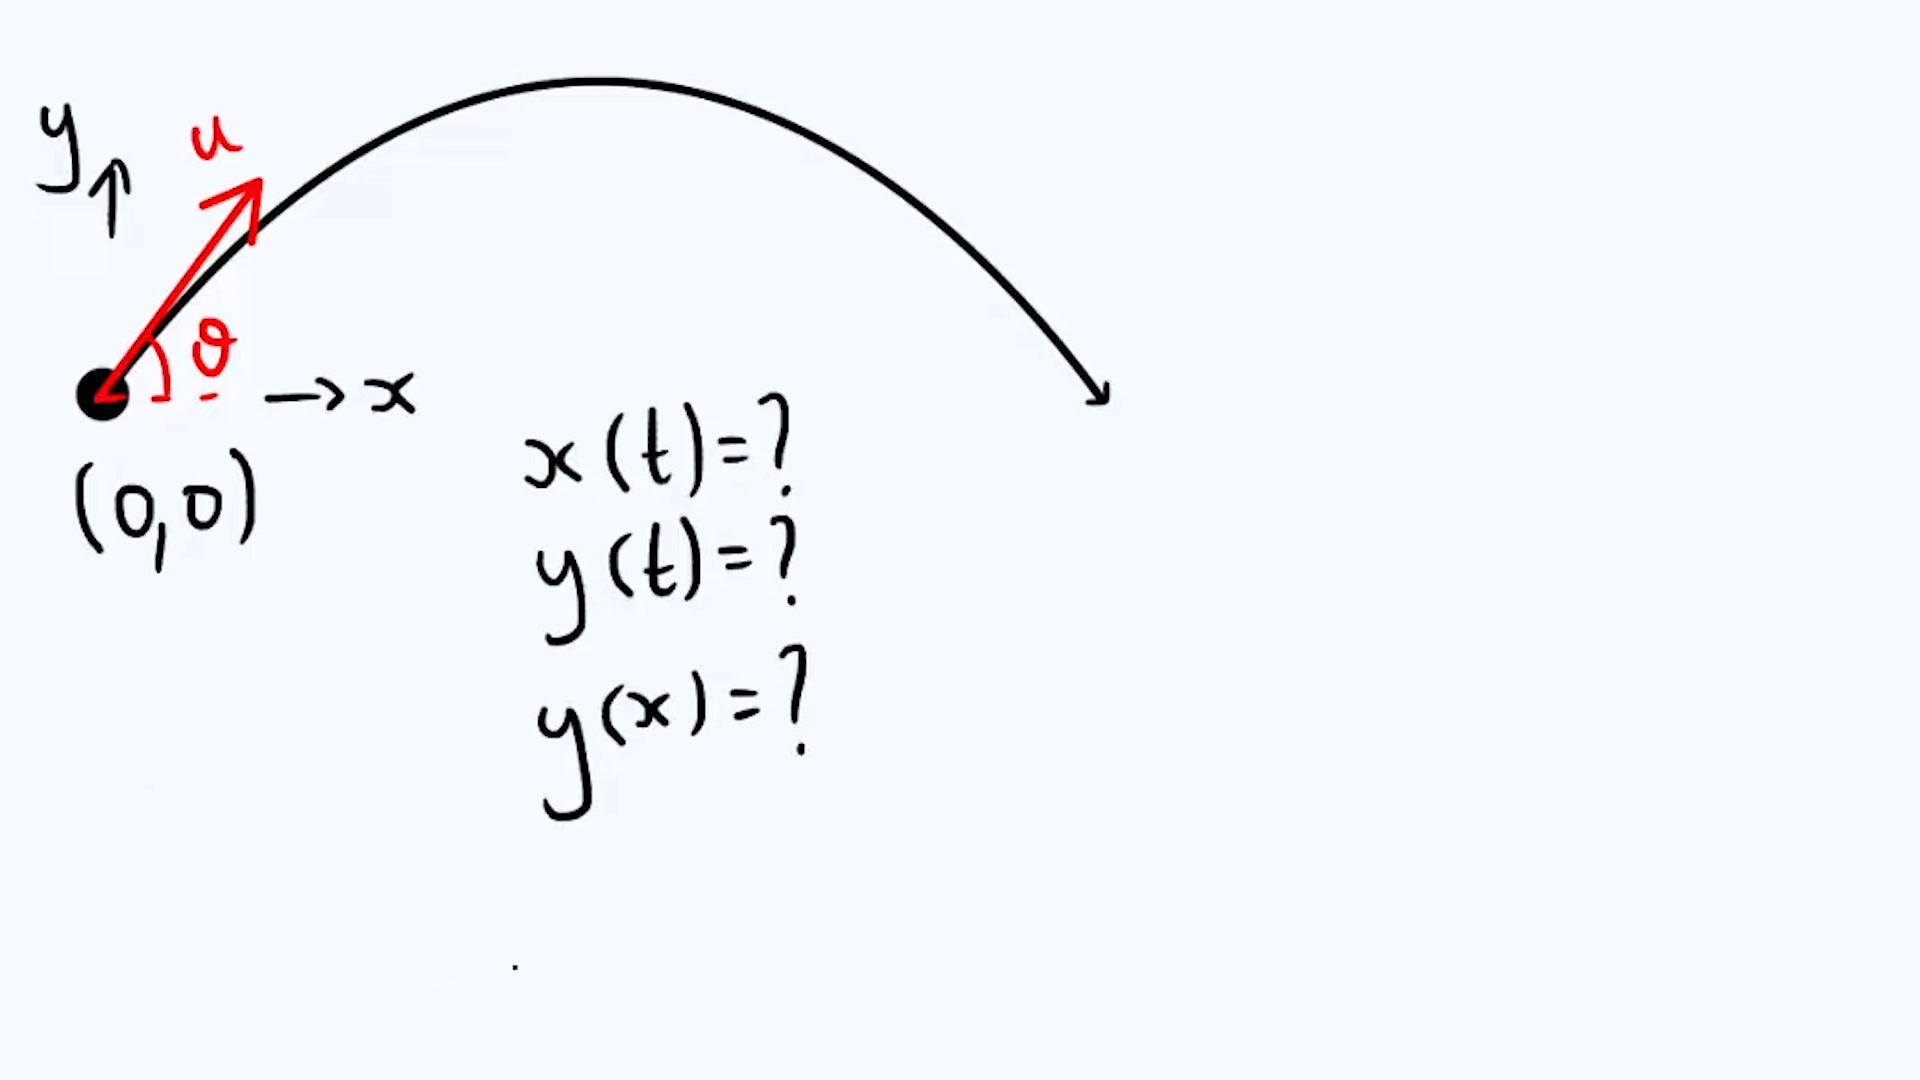 y
u
θ
x
(0,0)
x(t)=?
y(t)=?
y(x)=?